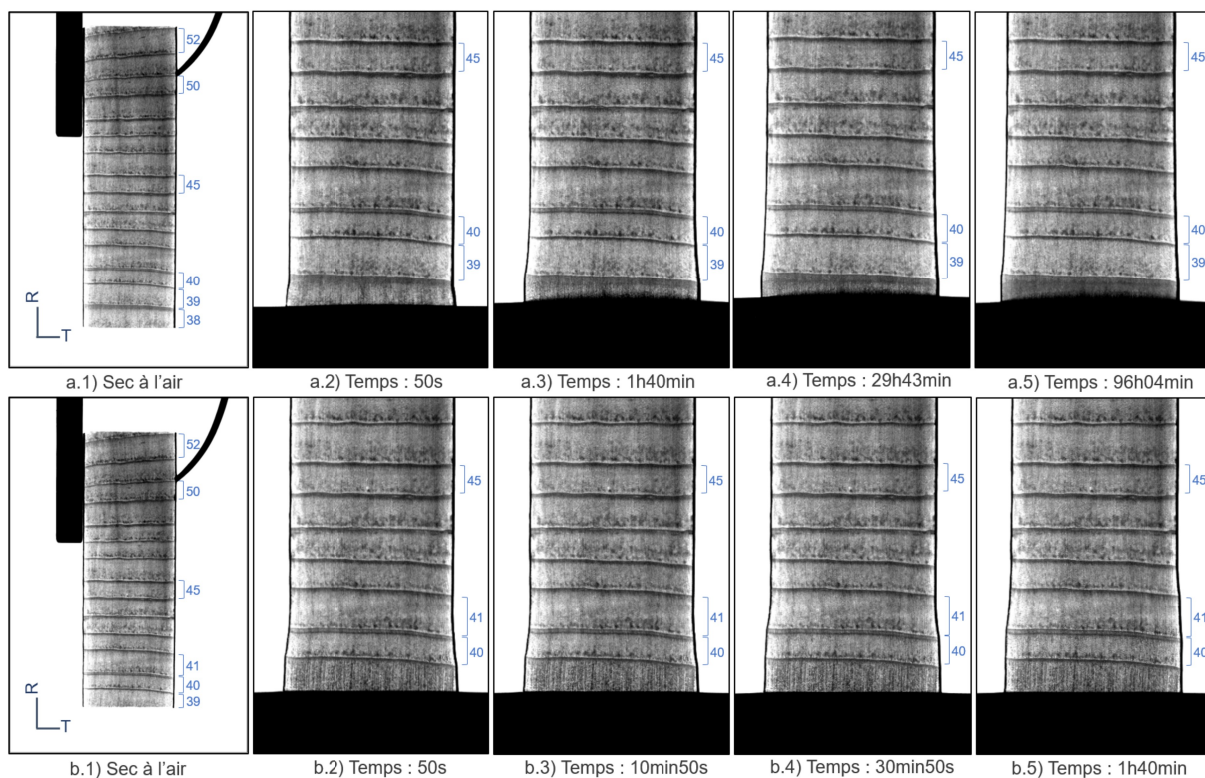 52
50
45
40
39
38
R
T
45
40
39
45
40
39
45
40
39
45
40
39
a.1) Sec à l'air
a.2) Temps : 50s
a.3) Temps : 1h40min
a.4) Temps : 29h43min
a.5) Temps : 96h04min
52
50
45
41
40
39
R
T
45
41
40
45
41
40
45
41
40
45
41
40
b.1) Sec à l'air
b.2) Temps : 50s
b.3) Temps : 10min50s
b.4) Temps : 30min50s
b.5) Temps : 1h40min